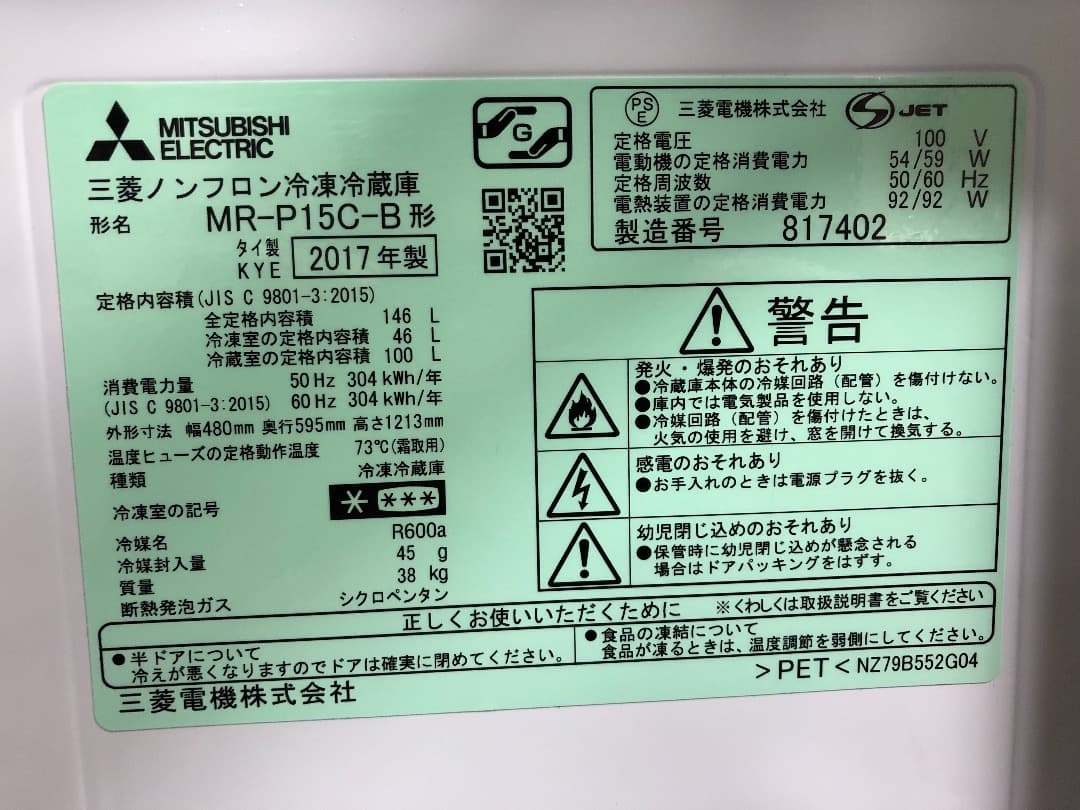 MITSUBISHI
ELECTRIC
三菱ノンフロン冷凍冷蔵庫
形名 MR-P15C-B形
タイ製
KYE 2017年製
定格内容積(JIS C 9801-3:2015)
全定格内容積 146 L
冷凍室の定格内容積 46 L
冷蔵室の定格内容積 100 L
消費電力量 50Hz 304kWh/年
(JIS C 9801-3:2015) 60Hz 304kWh/年
外形寸法 幅480mm 奥行595mm 高さ1213mm
温度ヒューズの定格動作温度 73℃(霜取用)
種類 冷凍冷蔵庫
冷凍室の記号 * ***
冷媒名 R600a
冷媒封入量 45 g
質量 38 kg
断熱発泡ガス シクロペンタン
G
PS
E 三菱電機株式会社 S JET
定格電圧 100 V
電動機の定格消費電力 54/59 W
定格周波数 50/60 Hz
電熱装置の定格消費電力 92/92 W
製造番号 817402
警告
発火・爆発のおそれあり
●冷蔵庫本体の冷媒回路(配管)を傷付けない。
●庫内では電気製品を使用しない。
●冷媒回路(配管)を傷付けたときは、
火気の使用を避け、窓を開けて換気する。
感電のおそれあり
●お手入れのときは電源プラグを抜く。
幼児閉じ込めのおそれあり
●保管時に幼児閉じ込めが懸念される
場合はドアパッキングをはずす。
正しくお使いいただくために ※くわしくは取扱説明書をご覧ください
●半ドアについて
冷えが悪くなりますのでドアは確実に閉めてください。
●食品の凍結について
食品が凍るときは、温度調節を弱側にしてください。
三菱電機株式会社
>PET< NZ79B552G04